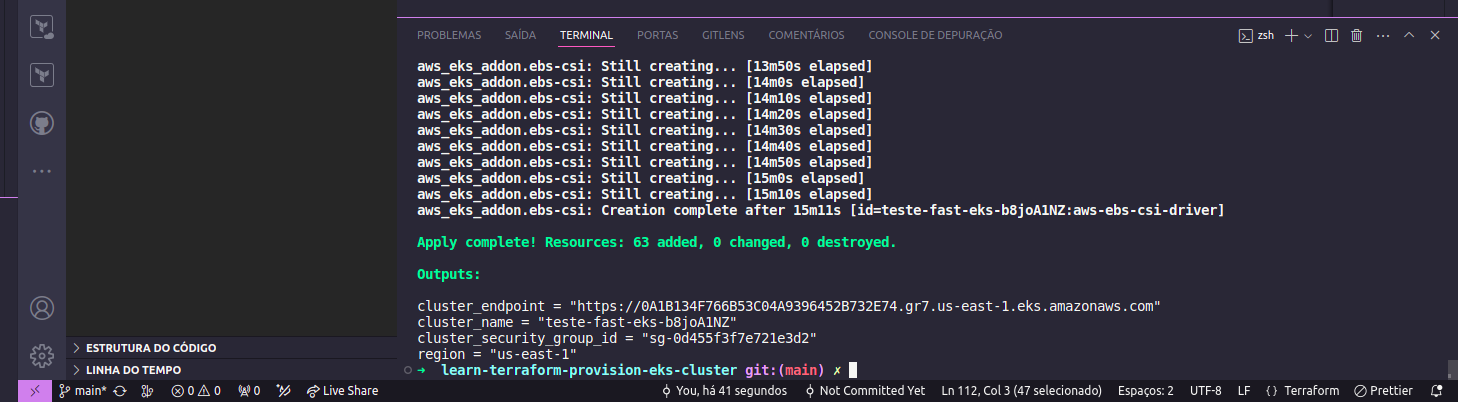 PROBLEMAS SAÍDA TERMINAL PORTAS GITLENS COMENTÁRIOS CONSOLE DE DEPURAÇÃO zsh
aws_eks_addon.ebs-csi: Still creating... [13m50s elapsed]
aws_eks_addon.ebs-csi: Still creating... [14m0s elapsed]
aws_eks_addon.ebs-csi: Still creating... [14m10s elapsed]
aws_eks_addon.ebs-csi: Still creating... [14m20s elapsed]
aws_eks_addon.ebs-csi: Still creating... [14m30s elapsed]
aws_eks_addon.ebs-csi: Still creating... [14m40s elapsed]
aws_eks_addon.ebs-csi: Still creating... [14m50s elapsed]
aws_eks_addon.ebs-csi: Still creating... [15m0s elapsed]
aws_eks_addon.ebs-csi: Still creating... [15m10s elapsed]
aws_eks_addon.ebs-csi: Creation complete after 15m11s [id=teste-fast-eks-b8joA1NZ:aws-ebs-csi-driver]
Apply complete! Resources: 63 added, 0 changed, 0 destroyed.
Outputs:
cluster_endpoint = "https://0A1B134F766B53C04A9396452B732E74.gr7.us-east-1.eks.amazonaws.com"
cluster_name = "teste-fast-eks-b8joA1NZ"
cluster_security_group_id = "sg-0d455f3f7e721e3d2"
region = "us-east-1"
➜ learn-terraform-provision-eks-cluster git:(main) ✗
ESTRUTURA DO CÓDIGO
LINHA DO TEMPO
main* 0 0 0 Live Share You, há 41 segundos Not Committed Yet Ln 112, Col 3 (47 selecionado) Espaços: 2 UTF-8 LF {} Terraform Prettier